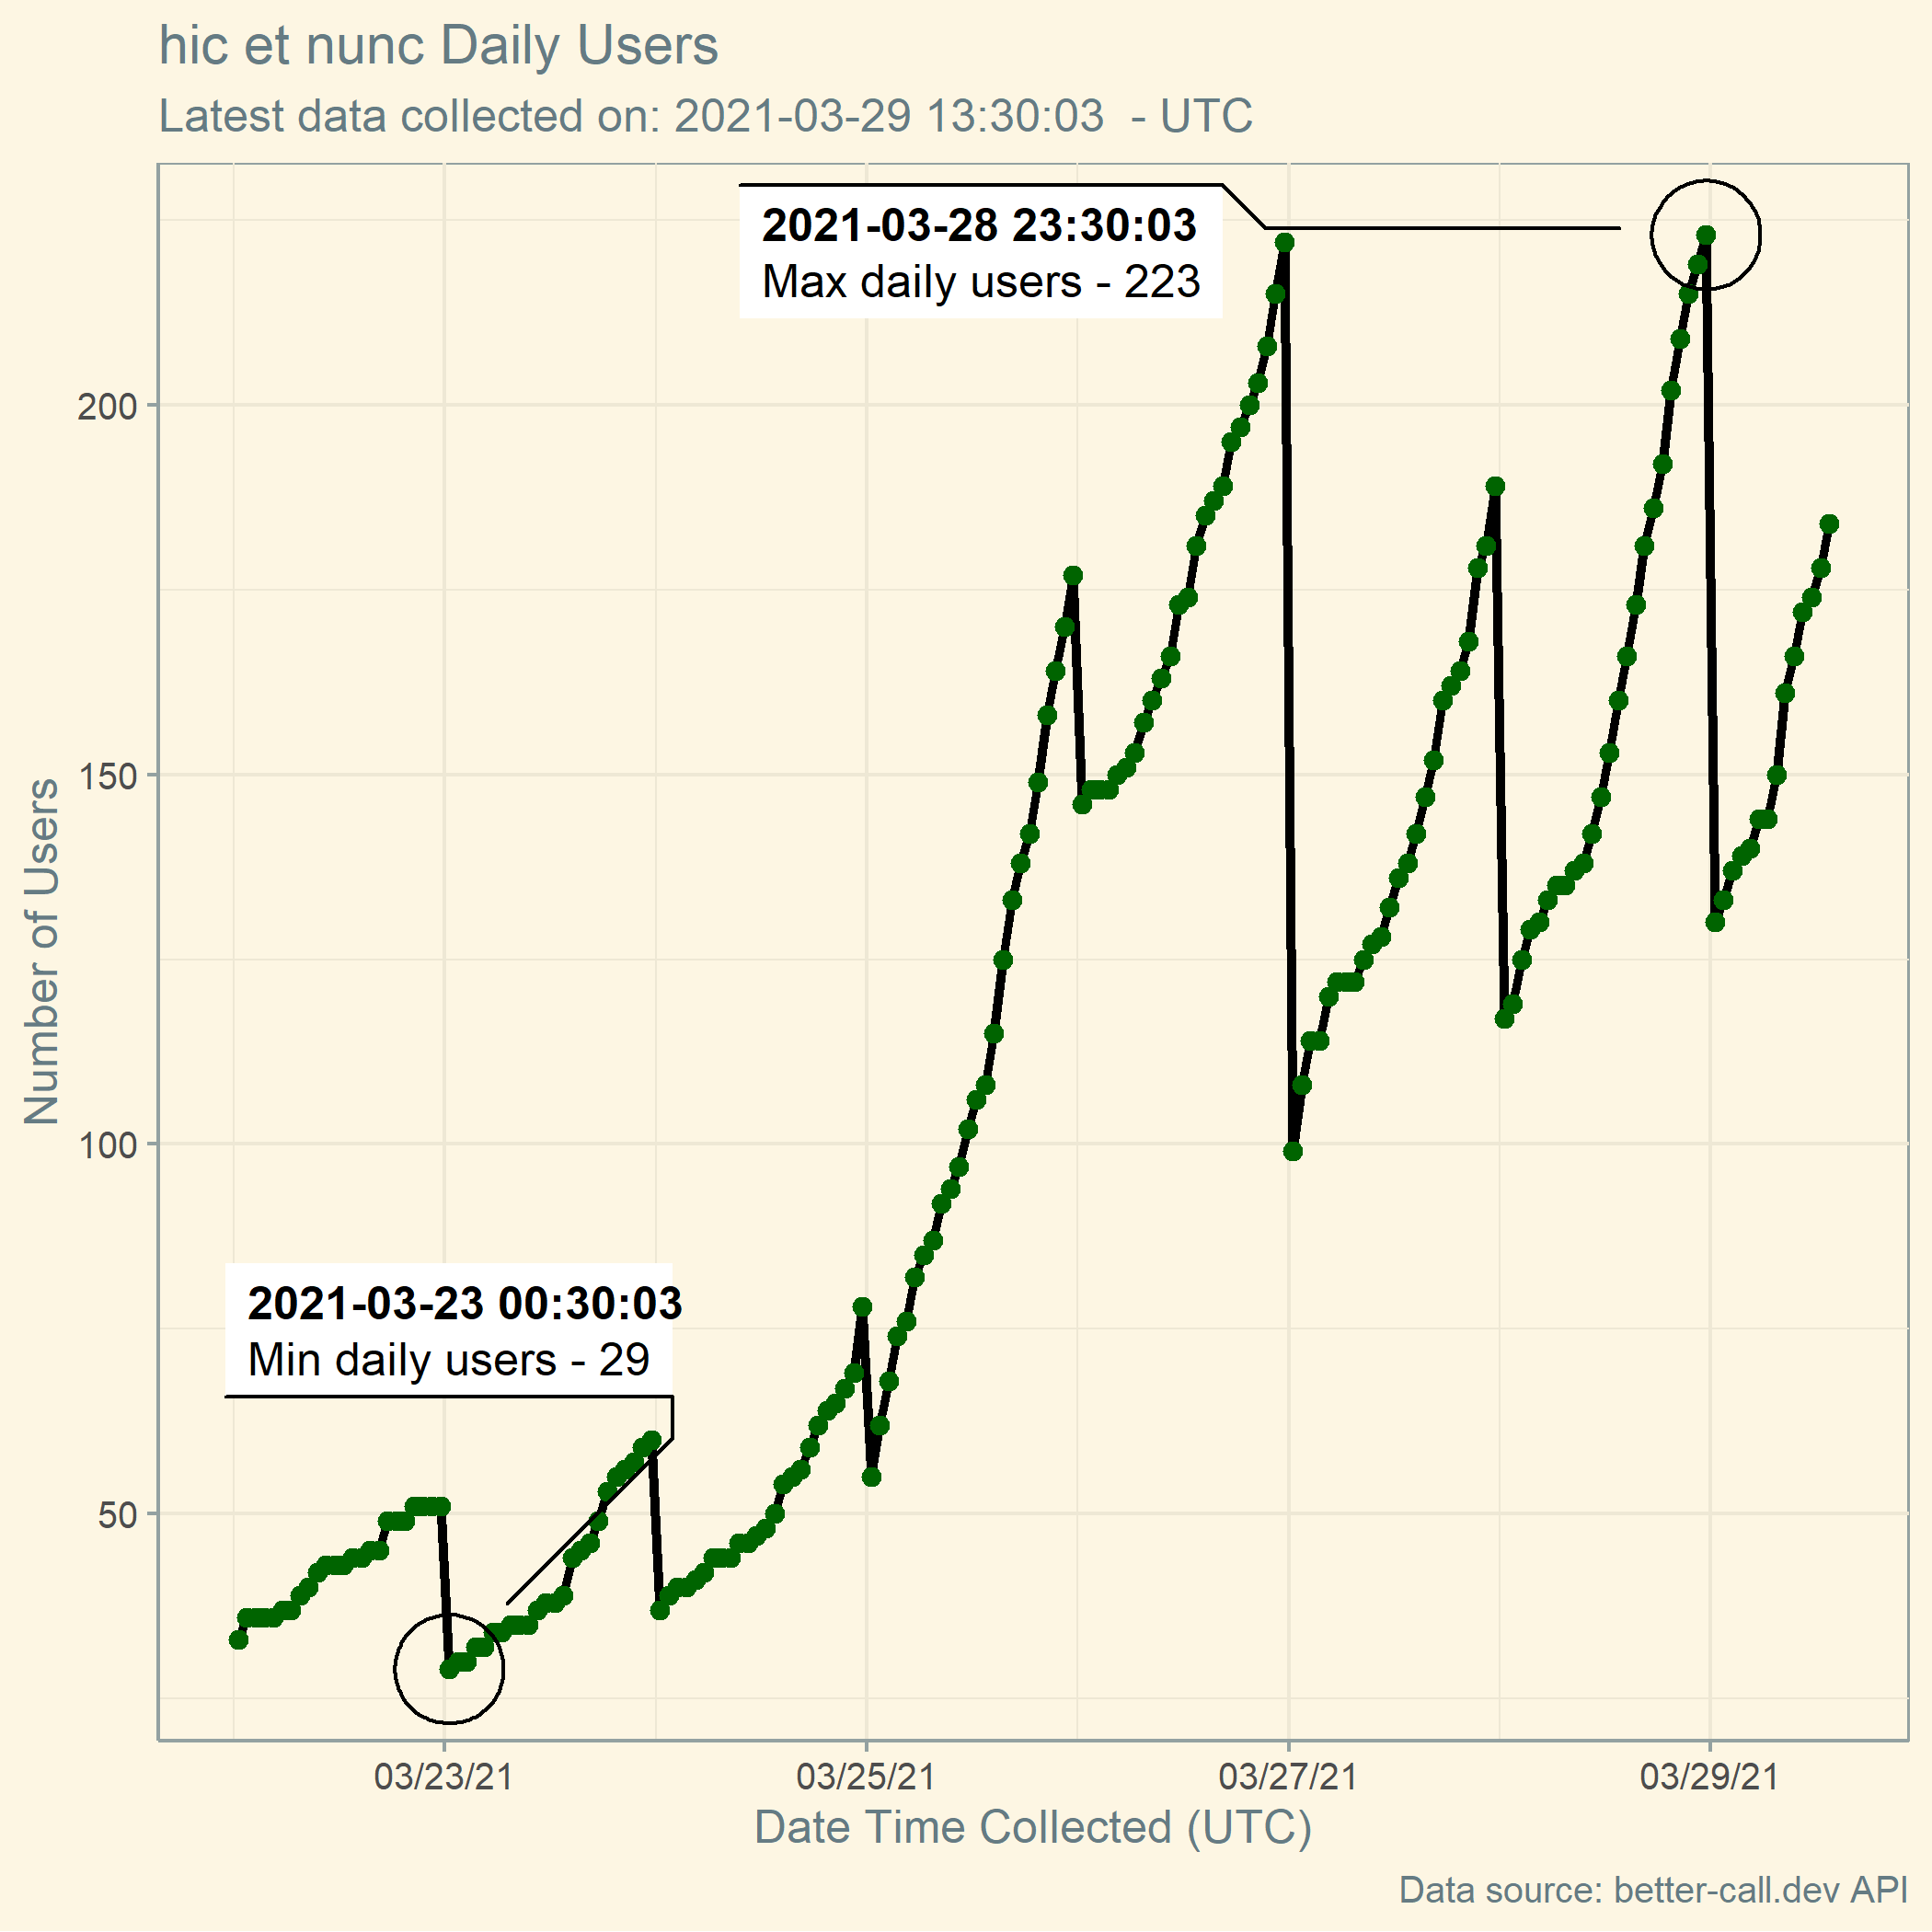 hic et nunc Daily Users
Latest data collected on: 2021-03-29 13:30:03  - UTC
2021-03-28 23:30:03
Max daily users - 223
200
150
100
50
Number of Users
2021-03-23 00:30:03
Min daily users - 29
03/23/21
03/25/21
03/27/21
03/29/21
Date Time Collected (UTC)
Data source: better-call.dev API